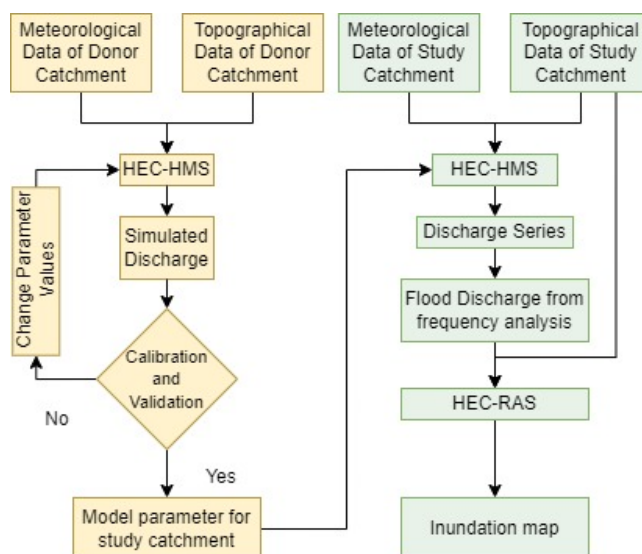 Meteorological
Data of Donor
Catchment
Topographical
Data of Donor
Catchment
Meteorological
Data of Study
Catchment
Topographical
Data of Study
Catchment
HEC-HMS
HEC-HMS
Change Parameter
Values
Simulated
Discharge
Discharge Series
Flood Discharge from
frequency analysis
Calibration
and
Validation
No
HEC-RAS
Yes
Model parameter for
study catchment
Inundation map